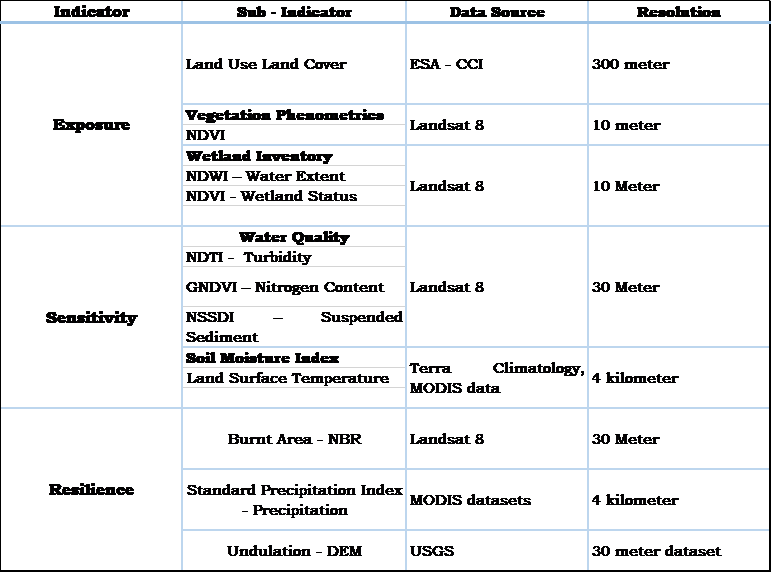 Indicator Sub - Indicator Data Source Resolution
Exposure
Land Use Land Cover ESA - CCI 300 meter
Vegetation Phenometrics
NDVI
Landsat 8 10 meter
Wetland Inventory
NDWI – Water Extent
NDVI - Wetland Status
Landsat 8 10 Meter
Sensitivity
Water Quality
NDTI - Turbidity
GNDVI – Nitrogen Content
NSSDI – Suspended
Sediment
Landsat 8 30 Meter
Soil Moisture Index
Land Surface Temperature
Terra Climatology,
MODIS data
4 kilometer
Resilience
Burnt Area - NBR Landsat 8 30 Meter
Standard Precipitation Index
- Precipitation
MODIS datasets 4 kilometer
Undulation - DEM USGS 30 meter dataset